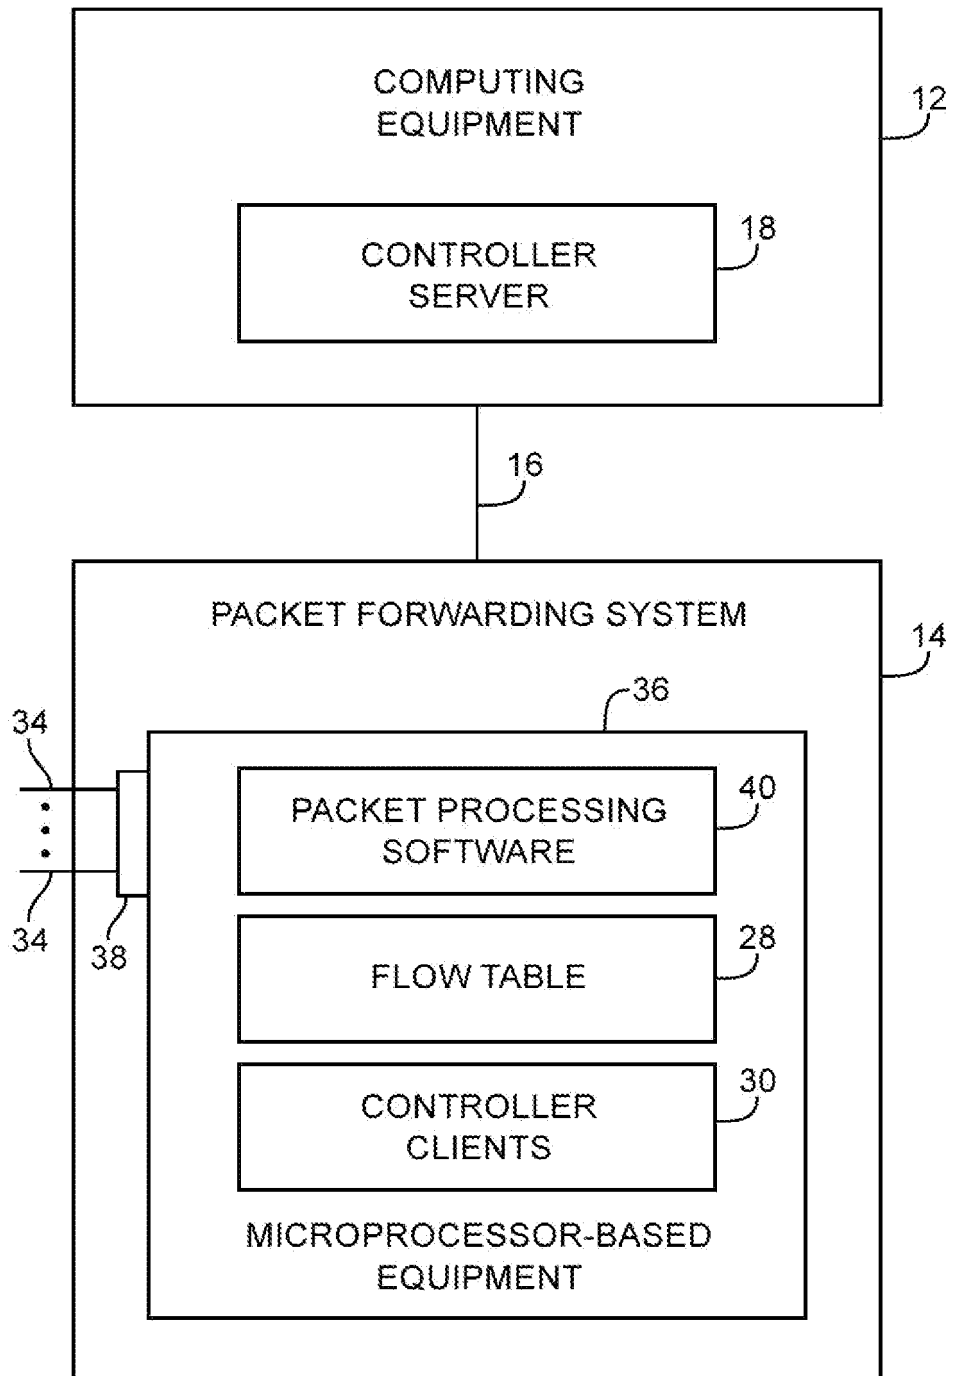 COMPUTING
EQUIPMENT
12
CONTROLLER
SERVER
18
16
PACKET FORWARDING SYSTEM
14
36
34
PACKET PROCESSING
SOFTWARE
40
34
38
FLOW TABLE
28
CONTROLLER
CLIENTS
30
MICROPROCESSOR-BASED
EQUIPMENT